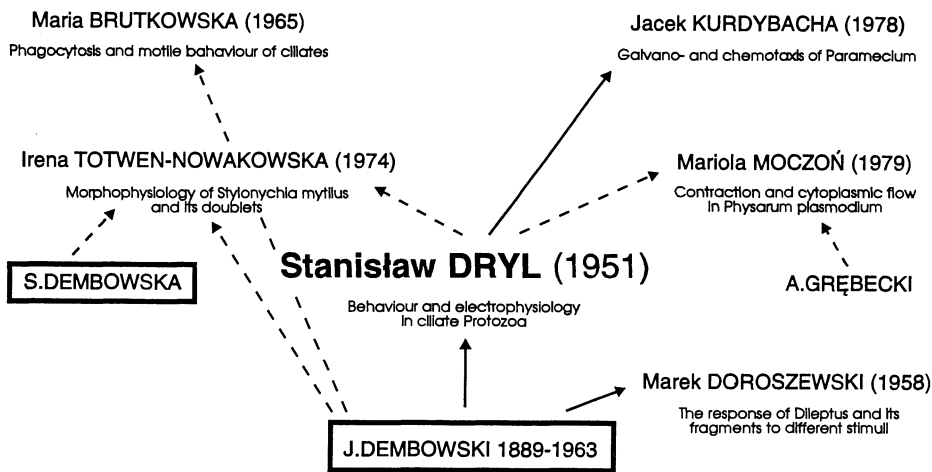 Maria BRUTKOWSKA (1965)
Phagocytosis and motile bahaviour of ciliates
Jacek KURDYBACHA (1978)
Galvano- and chemotaxis of Paramecium
Irena TOTWEN-NOWAKOWSKA (1974)
Morphophysiology of Stylonychia mytilus
and its doublets
Mariola MOCZOŃ (1979)
Contraction and cytoplasmic flow
in Physarum plasmodium
S.DEMBOWSKA
Stanisław DRYL (1951)
Behaviour and electrophysiology
in ciliate Protozoa
A.GRĘBECKI
Marek DOROSZEWSKI (1958)
The response of Dileptus and its
fragments to different stimuli
J.DEMBOWSKI 1889-1963